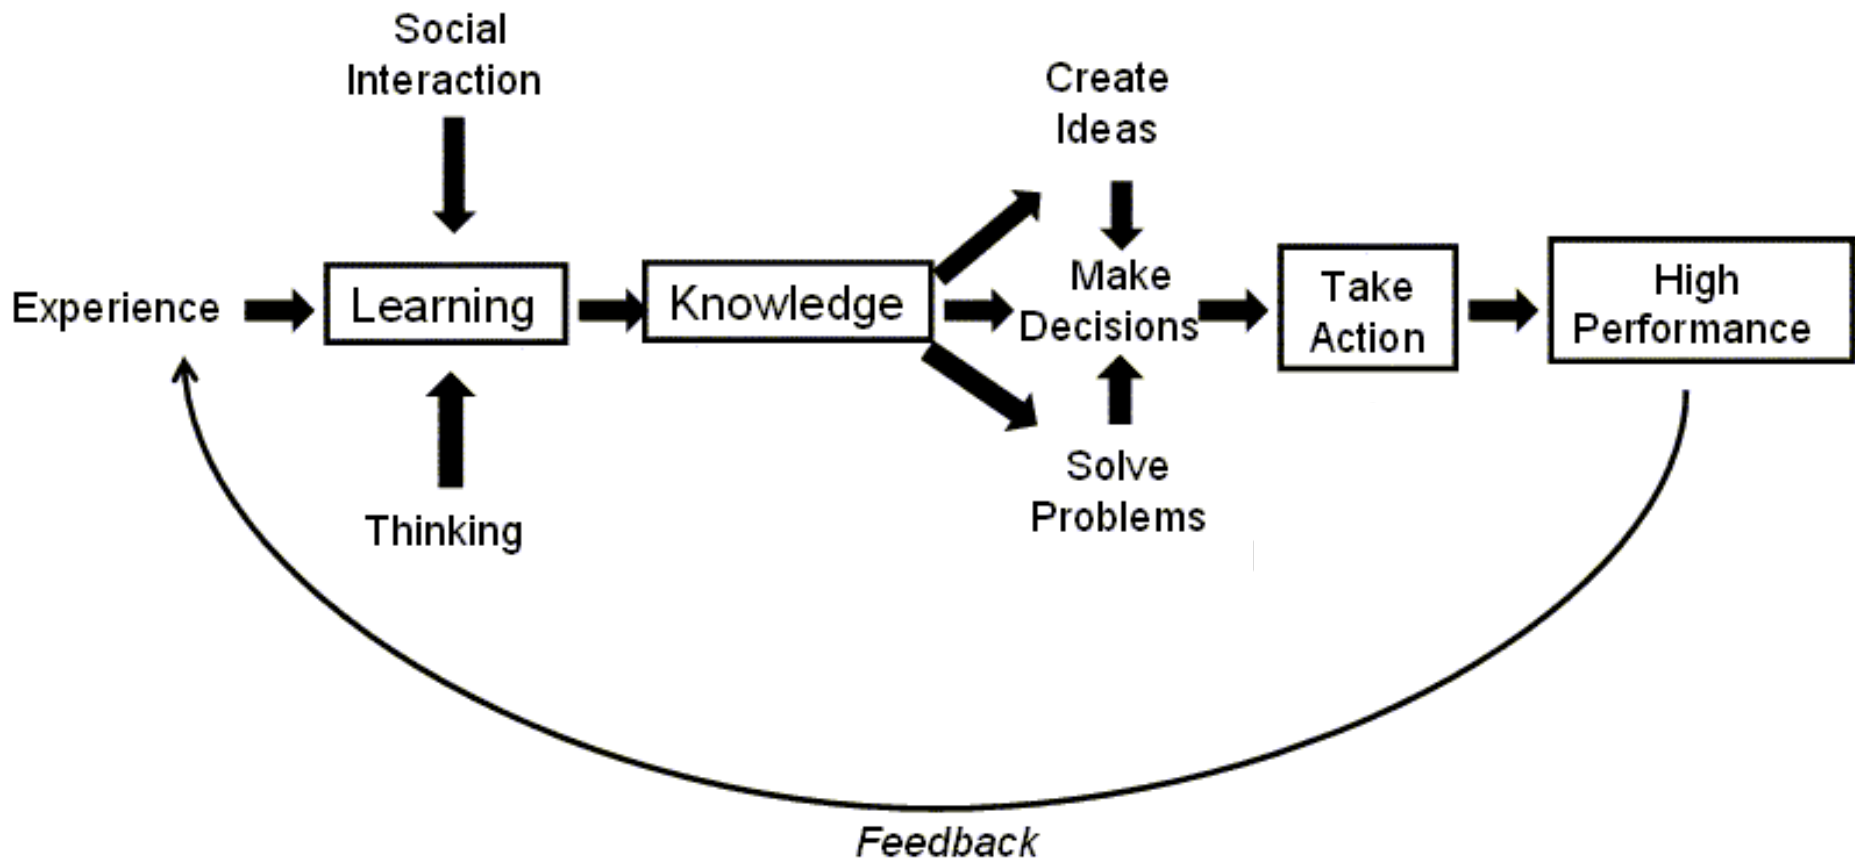 Social
Interaction
Create
Ideas
Experience
Learning
Knowledge
Make
Decisions
Take
Action
High
Performance
Solve
Problems
Thinking
Feedback